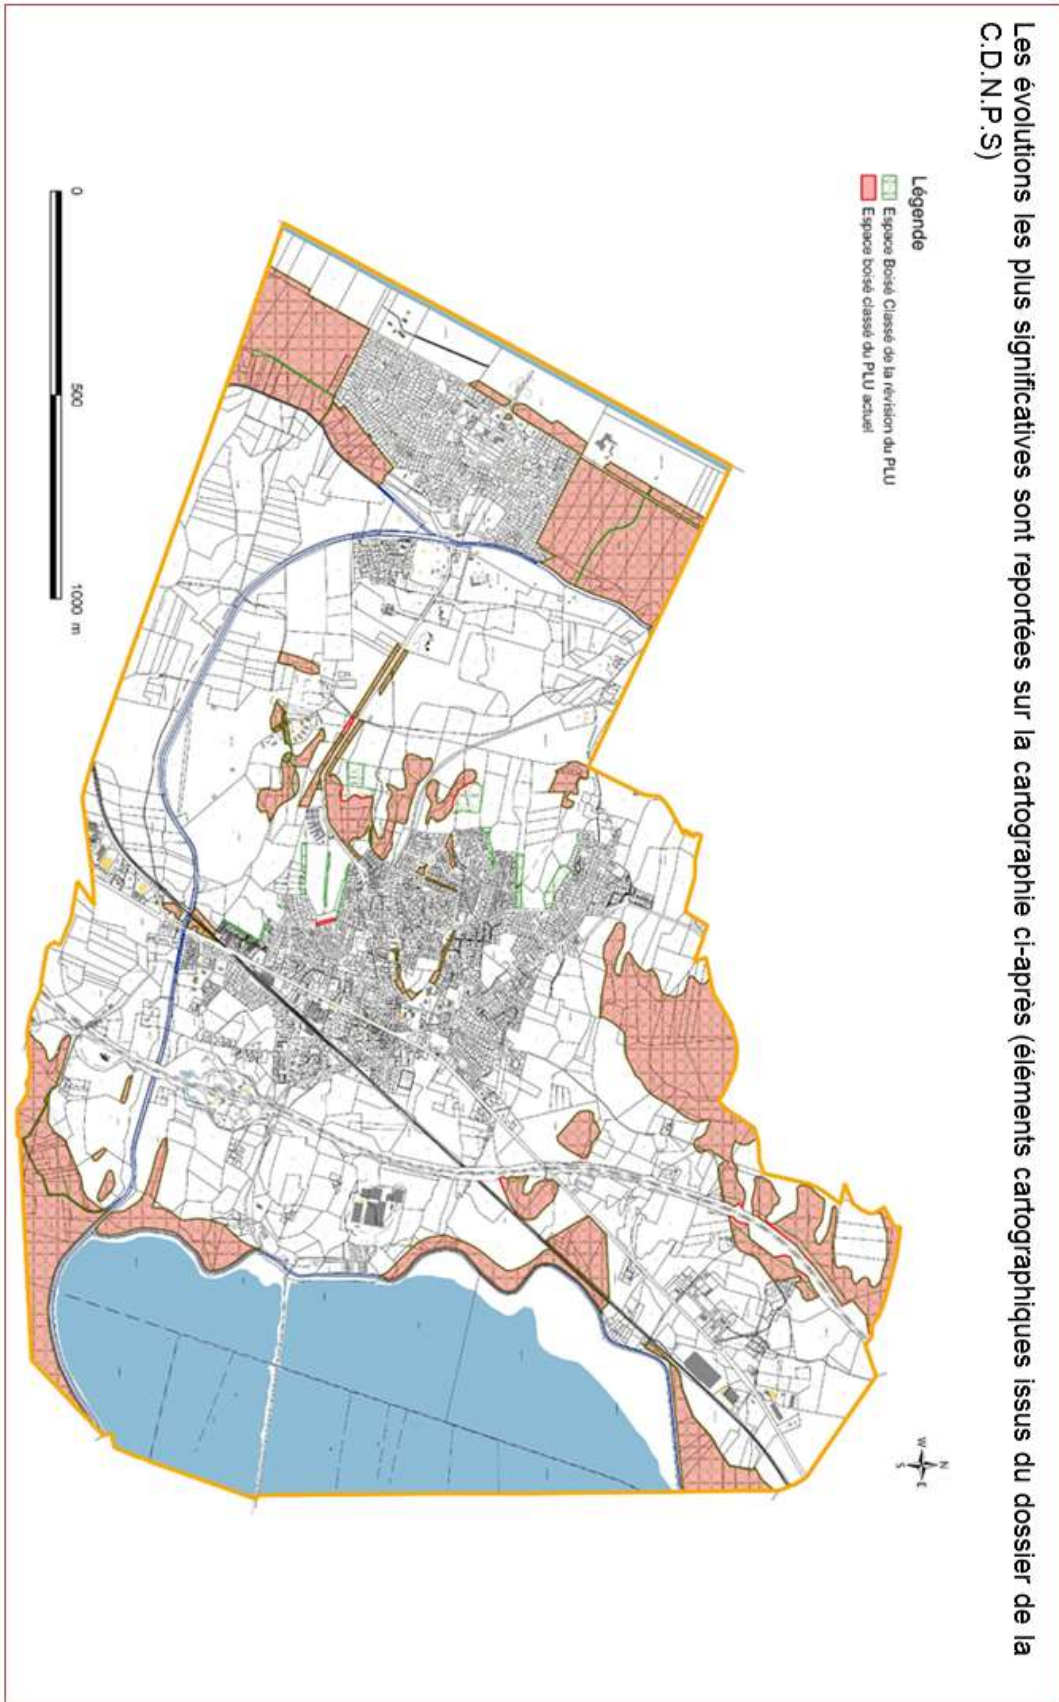 Les évolutions les plus significatives sont reportées sur la cartographie ci-après (éléments cartographiques issus du dossier de la
C.D.N.P.S)
Légende
Espace Boisé Classé de la révision du PLU
Espace boisé classé du PLU actuel
N
W E
S
0 500 1000 m